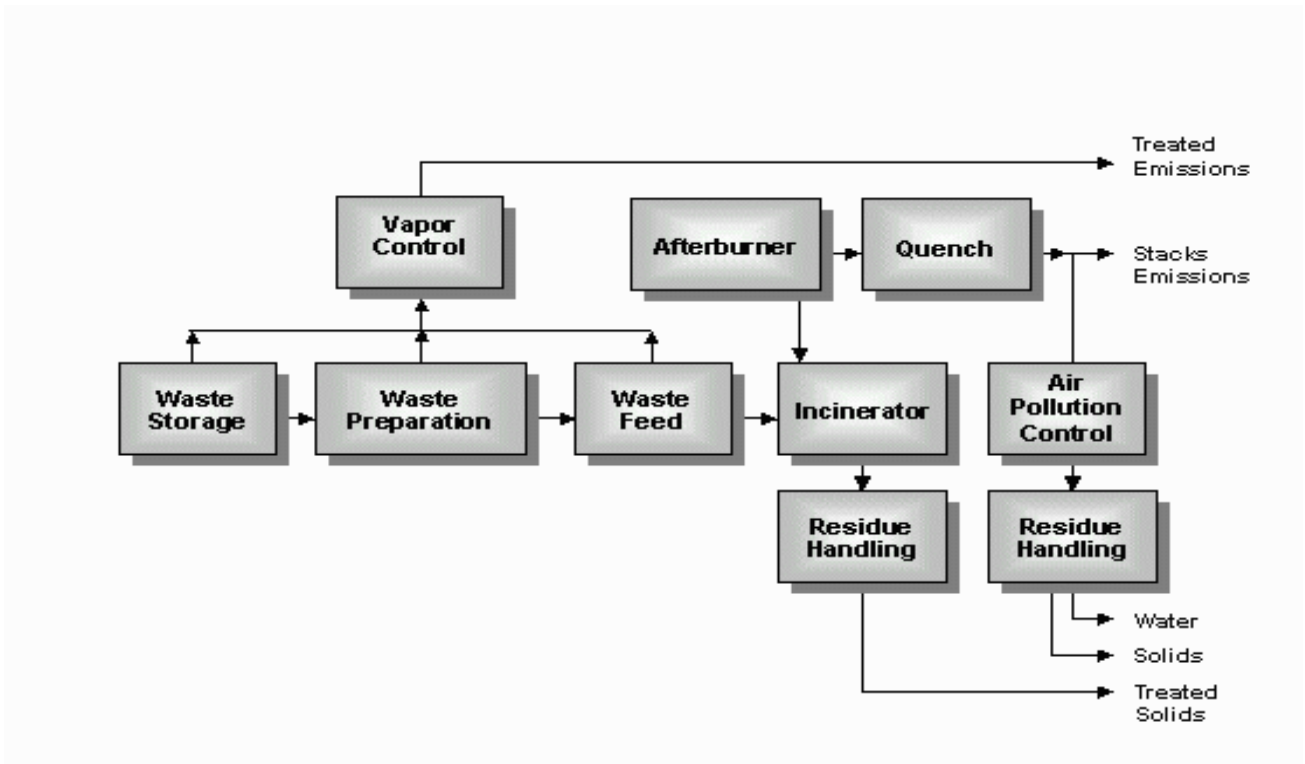 Treated
Emissions
Vapor
Control
Afterburner
Quench
Stacks
Emissions
Waste
Storage
Waste
Preparation
Waste
Feed
Incinerator
Air
Pollution
Control
Residue
Handling
Residue
Handling
Water
Solids
Treated
Solids